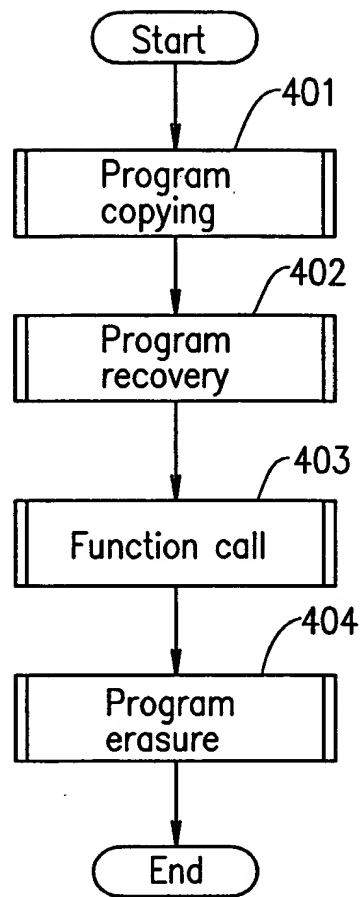 Start
401
Program
copying
402
Program
recovery
403
Function call
404
Program
erasure
End